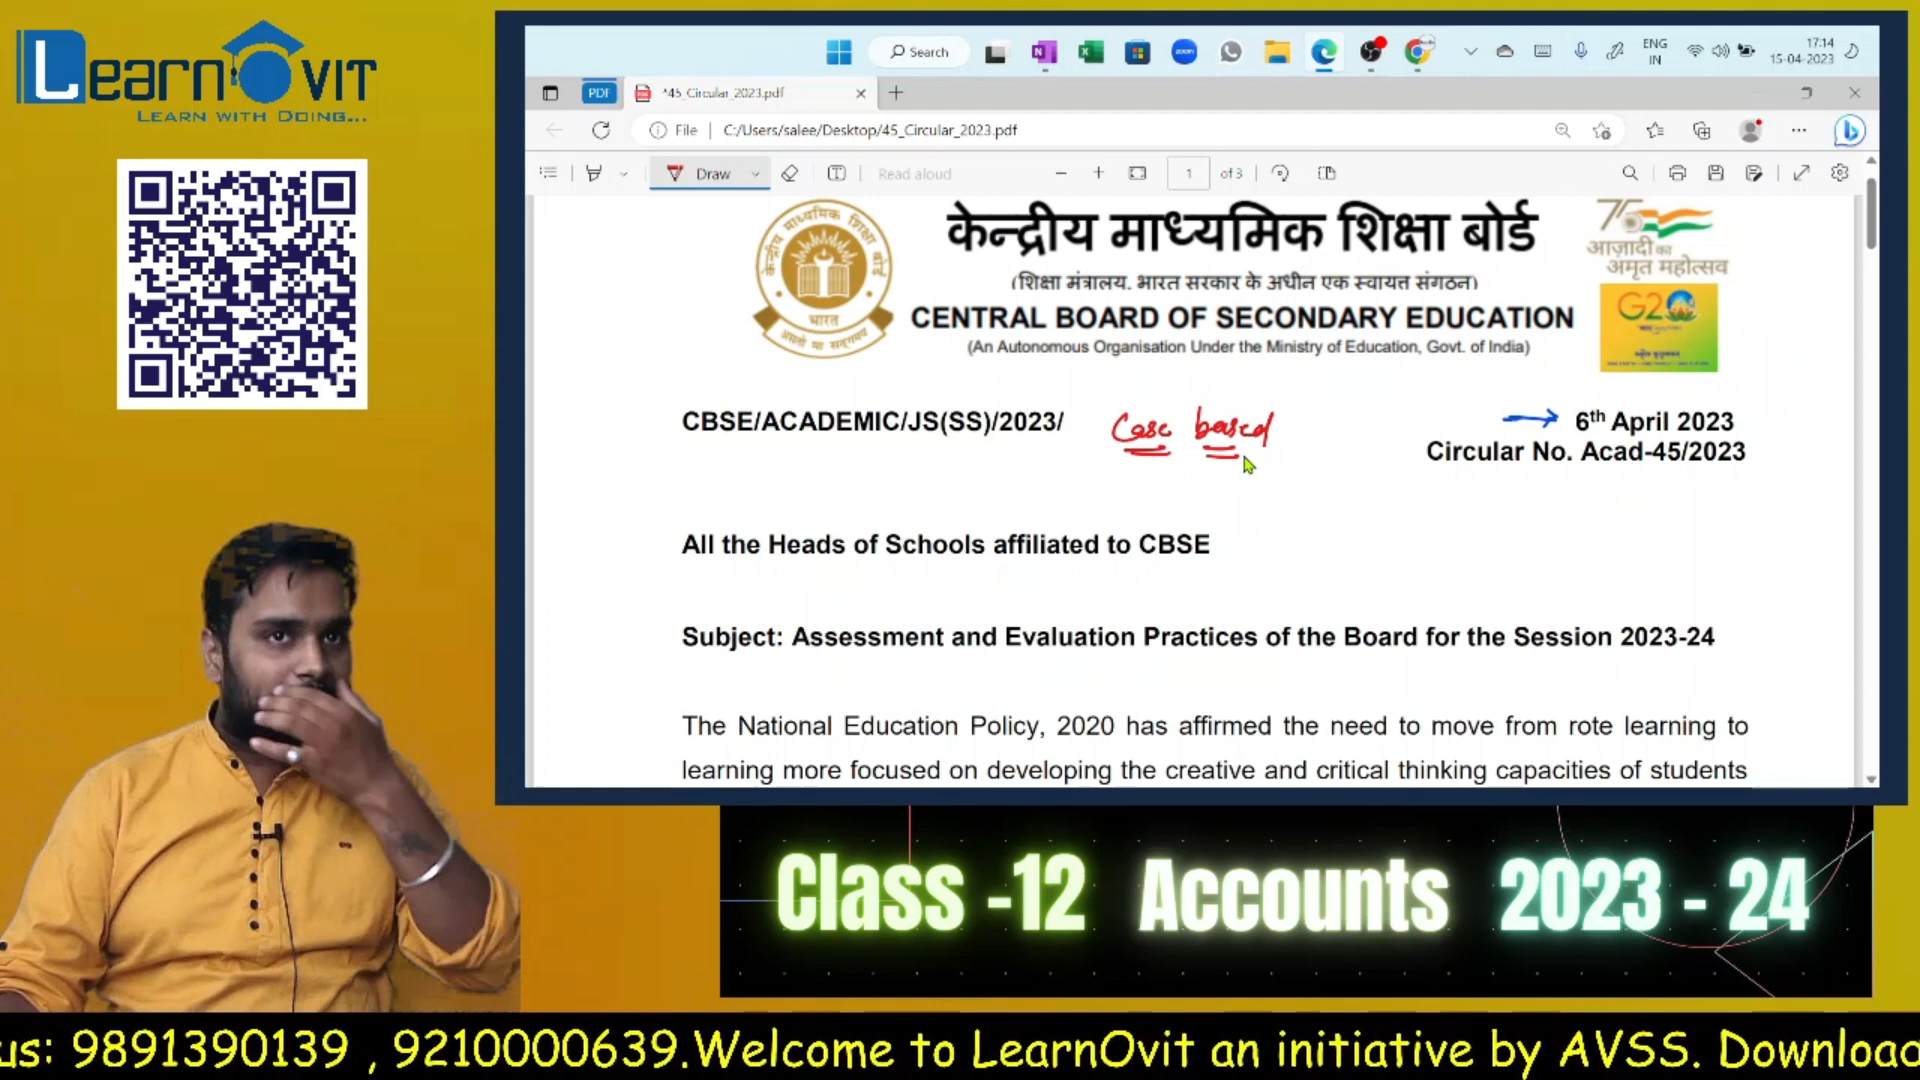 LearnOvit
LEARN WITH DOING...
Search
ENG
IN
17:14
15-04-2023
PDF
*45_Circular_2023.pdf
File
C:/Users/salee/Desktop/45_Circular_2023.pdf
Draw
Read aloud
1
of 3
केन्द्रीय माध्यमिक शिक्षा बोर्ड
(शिक्षा मंत्रालय, भारत सरकार के अधीन एक स्वायत्त संगठन)
CENTRAL BOARD OF SECONDARY EDUCATION
(An Autonomous Organisation Under the Ministry of Education, Govt. of India)
केन्द्रीय माध्यमिक शिक्षा बोर्ड
भारत
असतो मा सद्गमय
75
आज़ादी का
अमृत महोत्सव
G20
CBSE/ACADEMIC/JS(SS)/2023/
Case based
6th April 2023
Circular No. Acad-45/2023
All the Heads of Schools affiliated to CBSE
Subject: Assessment and Evaluation Practices of the Board for the Session 2023-24
The National Education Policy, 2020 has affirmed the need to move from rote learning to
learning more focused on developing the creative and critical thinking capacities of students
Class -12 Accounts 2023 - 24
us: 9891390139 , 9210000639.Welcome to LearnOvit an initiative by AVSS. Download